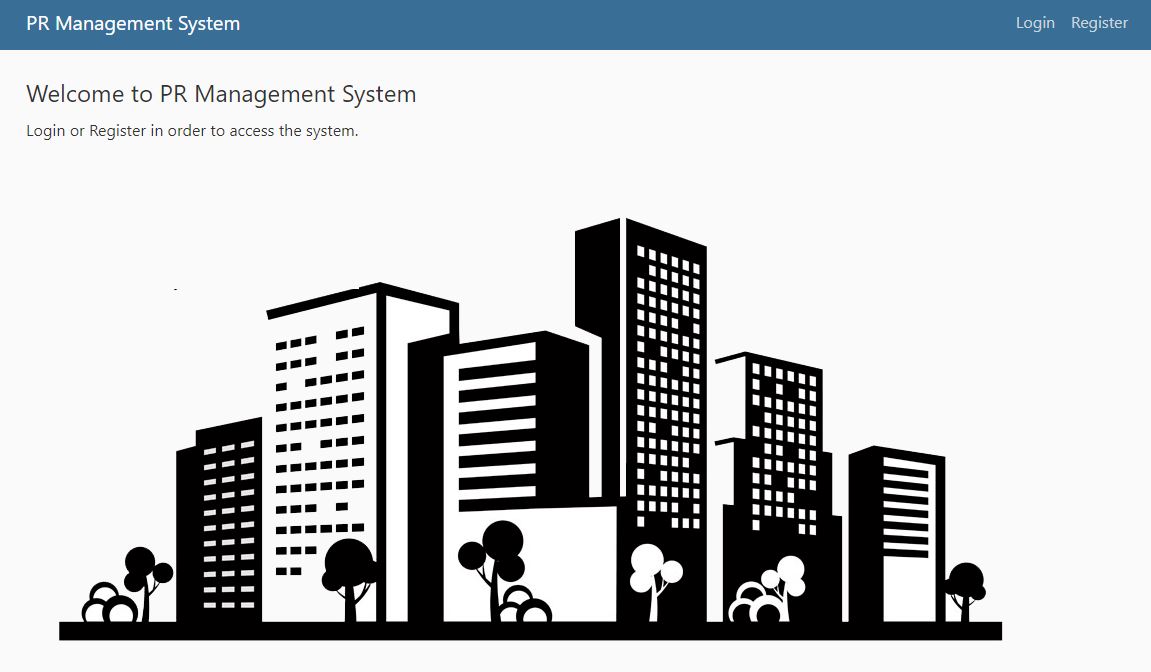 PR Management System
Login Register
Welcome to PR Management System
Login or Register in order to access the system.